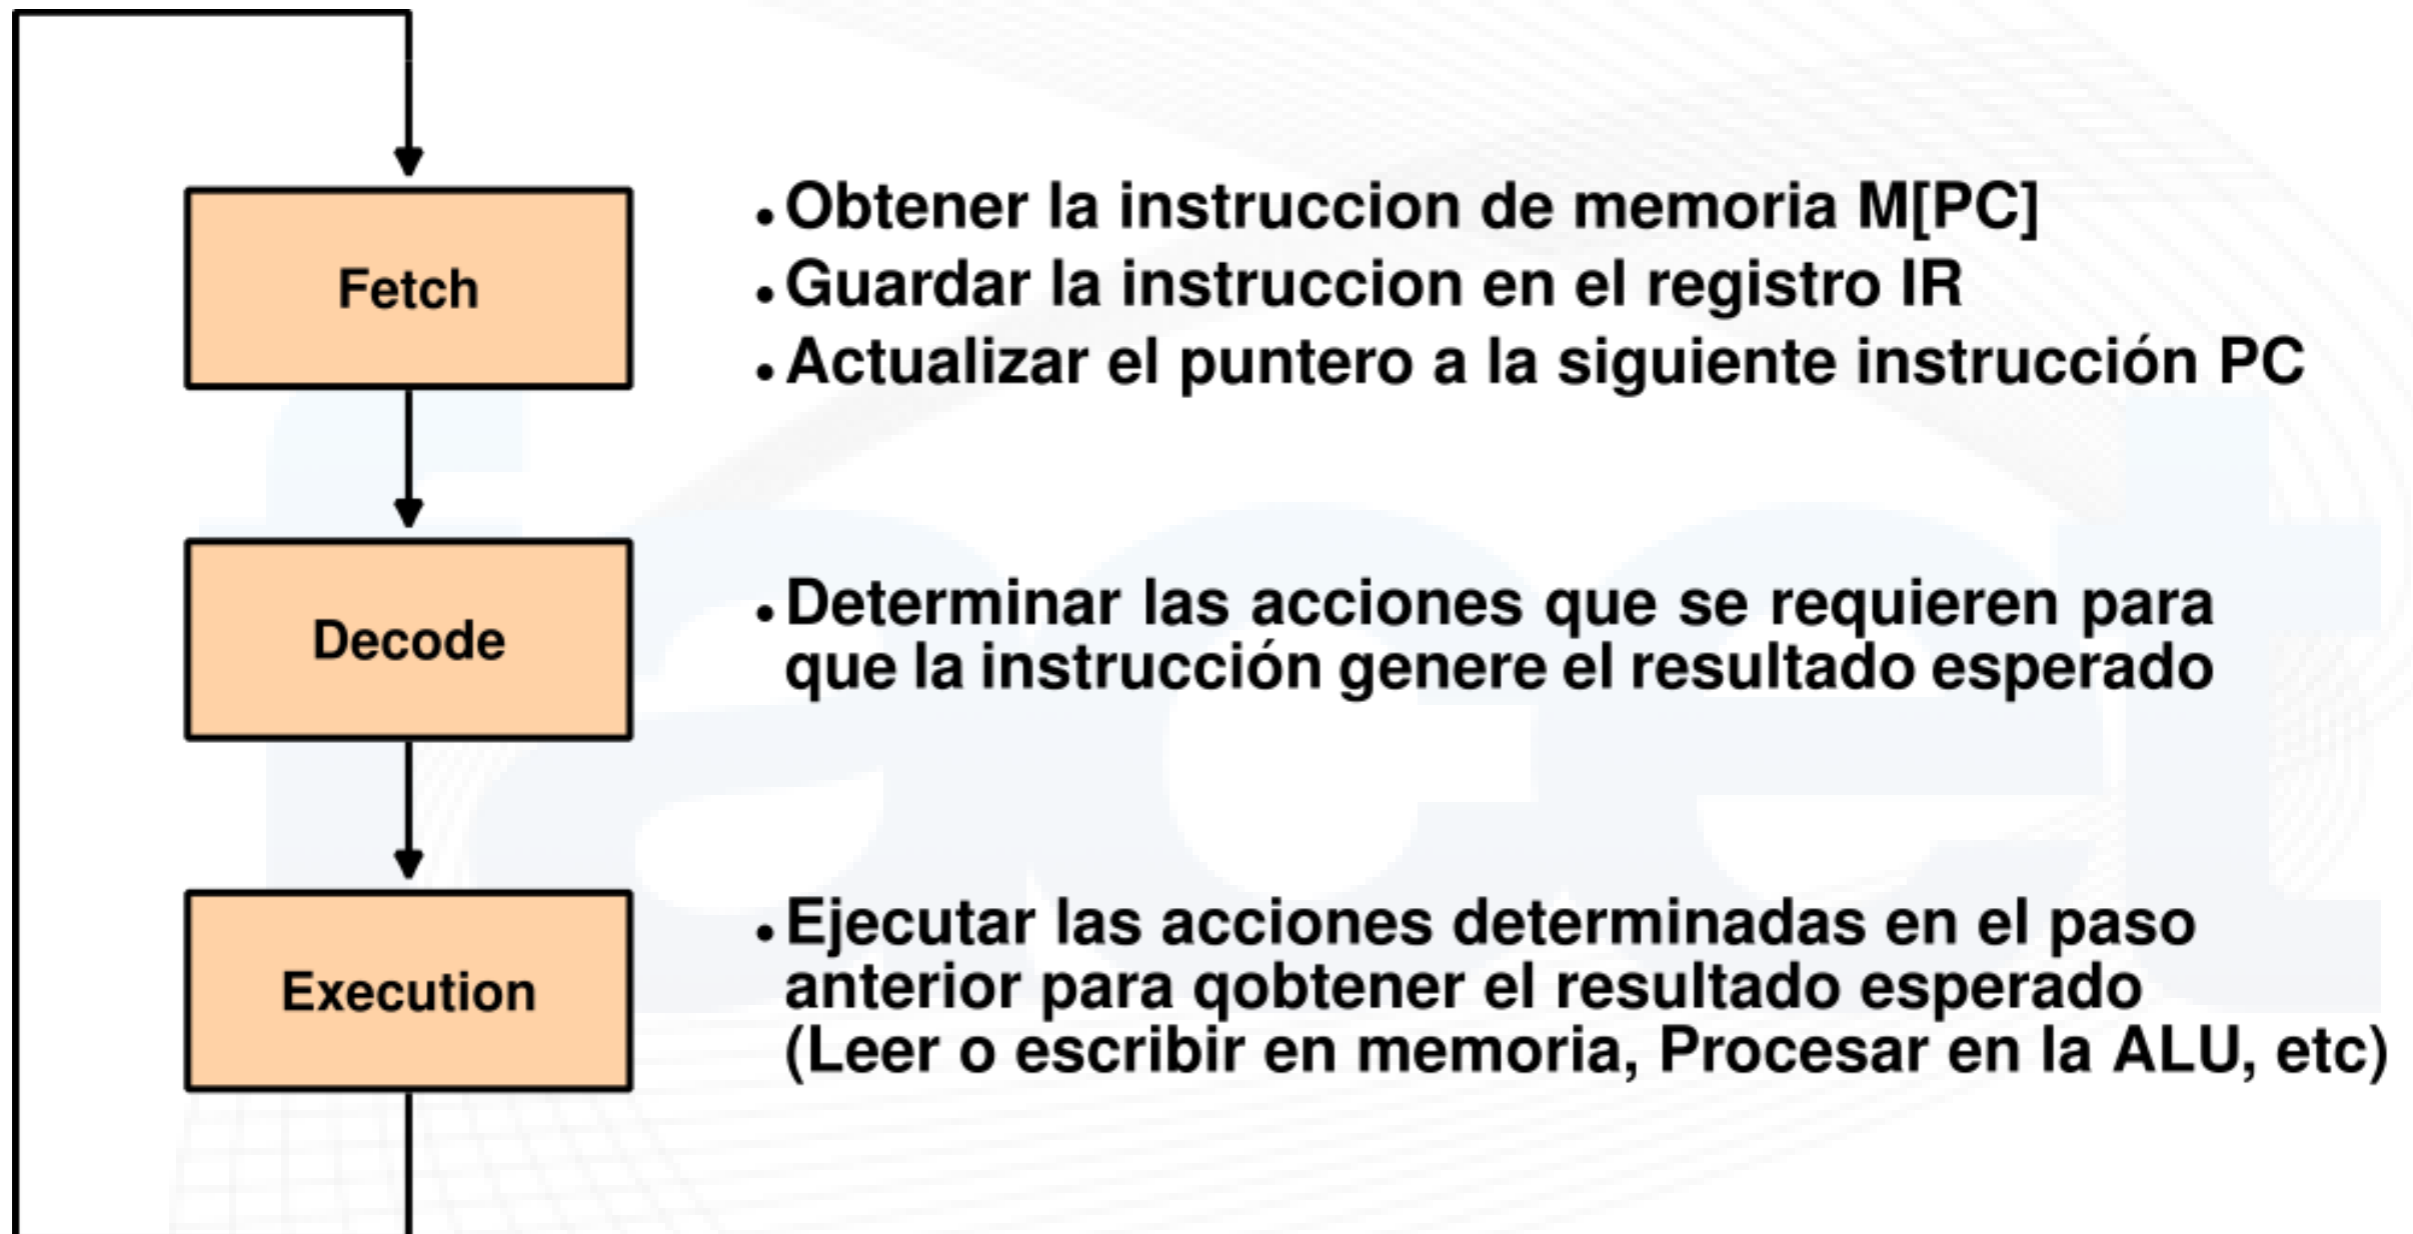 Fetch
• Obtener la instruccion de memoria M[PC]
• Guardar la instruccion en el registro IR
• Actualizar el puntero a la siguiente instrucción PC
Decode
• Determinar las acciones que se requieren para
que la instrucción genere el resultado esperado
Execution
• Ejecutar las acciones determinadas en el paso
anterior para qobtener el resultado esperado
(Leer o escribir en memoria, Procesar en la ALU, etc)
facet